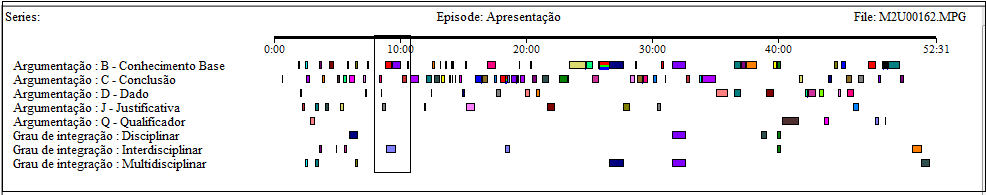 Series: Episode: Apresentação File: M2U00162.MPG
0:00 10:00 20:00 30:00 40:00 52:31
Argumentação : B - Conhecimento Base
Argumentação : C - Conclusão
Argumentação : D - Dado
Argumentação : J - Justificativa
Argumentação : Q - Qualificador
Grau de integração : Disciplinar
Grau de integração : Interdisciplinar
Grau de integração : Multidisciplinar